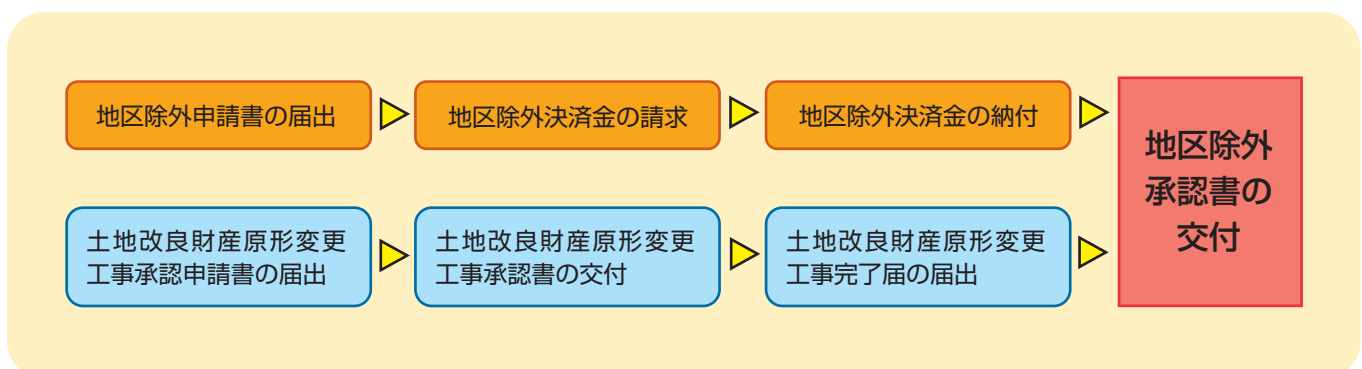 地区除外申請書の届出
地区除外決済金の請求
地区除外決済金の納付
土地改良財産原形変更
工事承認申請書の届出
土地改良財産原形変更
工事承認書の交付
土地改良財産原形変更
工事完了届の届出
地区除外
承認書の
交付